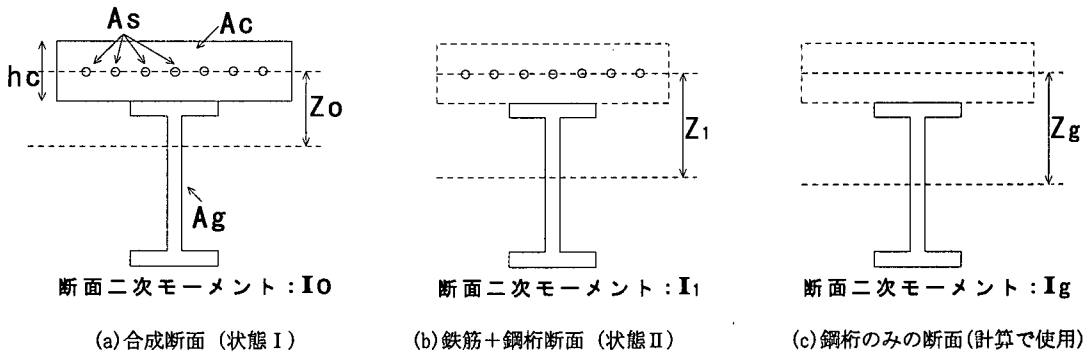 As
Ac
hc
Zo
Ag
断面二次モーメント：Io
(a)合成断面（状態Ⅰ）
Z1
断面二次モーメント：I1
(b)鉄筋＋鋼桁断面（状態Ⅱ）
Zg
断面二次モーメント：Ig
(c)鋼桁のみの断面(計算で使用)